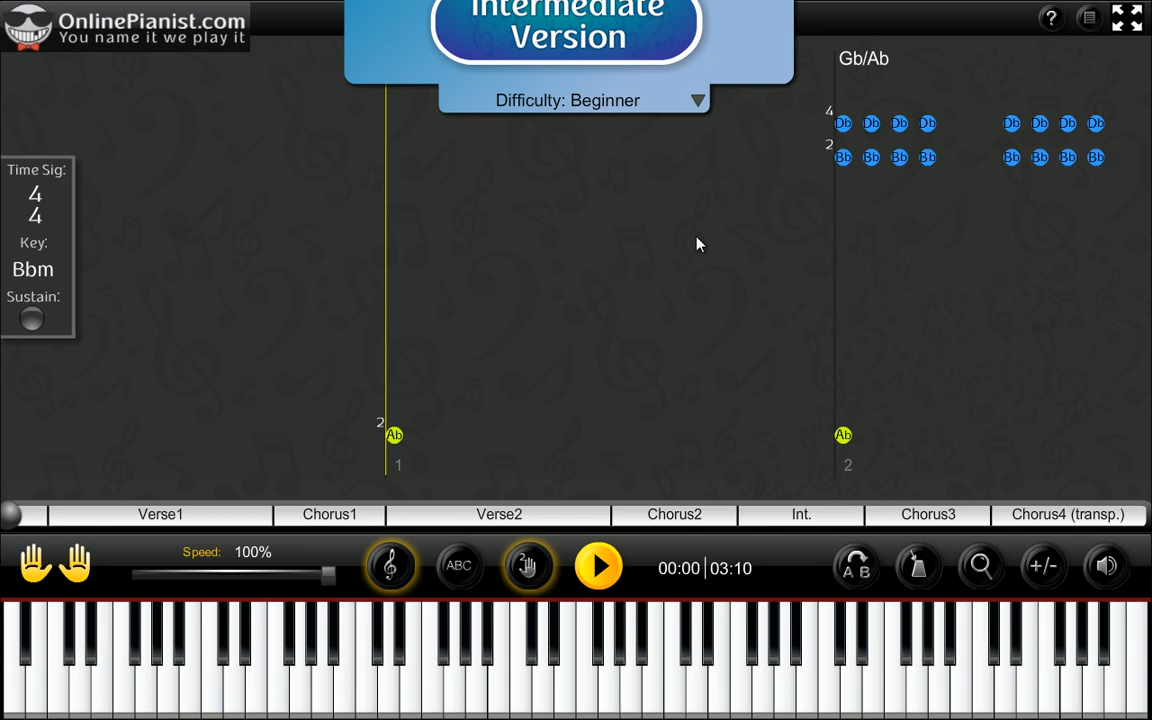 OnlinePianist.com
You name it we play it
Intermediate
Version
Difficulty: Beginner
?
Gb/Ab
4
Db Db Db Db Db Db Db Db
2
Bb Bb Bb Bb Bb Bb Bb Bb
Time Sig:
4
4
Key:
Bbm
Sustain:
2
Ab Ab
1 2
Verse1 Chorus1 Verse2 Chorus2 Int. Chorus3 Chorus4 (transp.)
Speed: 100%
ABC
2
00:00 03:10
A B
+/-